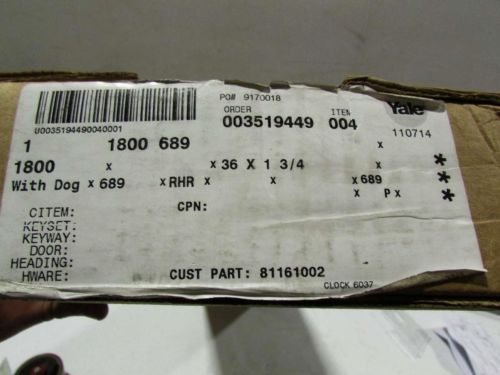 PO# 9170018
ORDER ITEM Yale
U0035194490040001 003519449 004 110714
1 1800 689 x
1800 x x 36 X 1 3/4 *
With Dog x 689 x RHR x x 689 *
x P x *
CITEM: CPN:
KEYSET:
KEYWAY:
DOOR:
HEADING:
HWARE: CUST PART: 81161002
CLOCK 6037